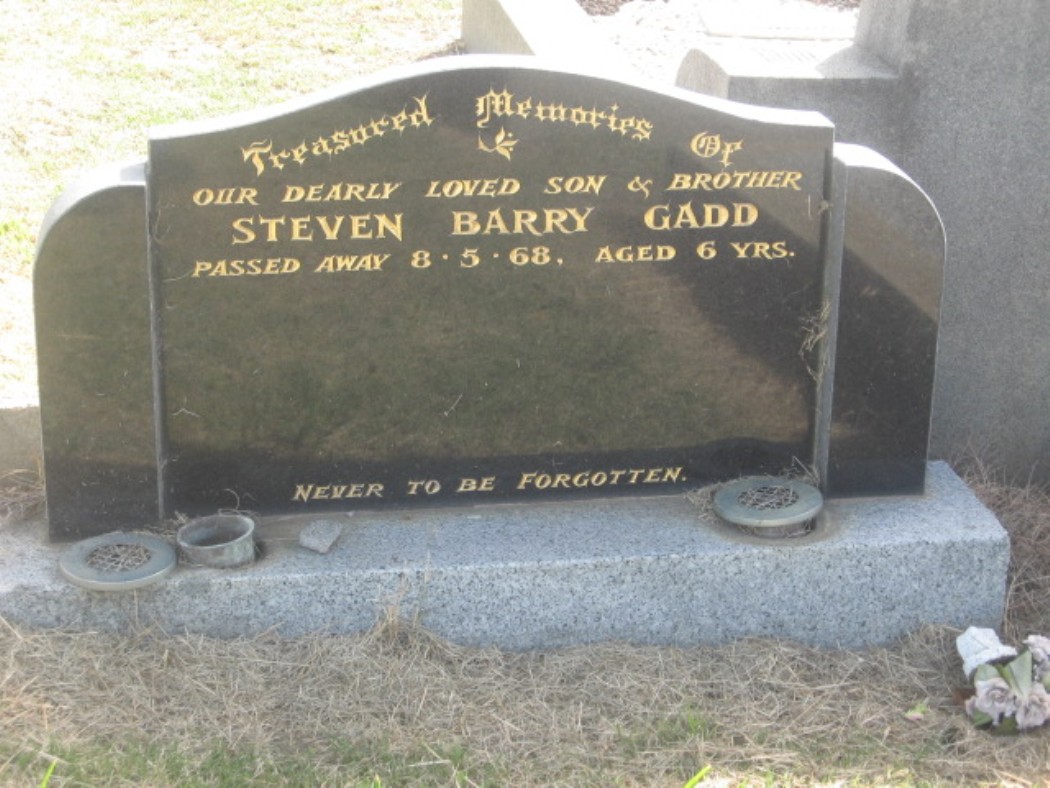 Treasured Memories Of
OUR DEARLY LOVED SON & BROTHER
STEVEN BARRY GADD
PASSED AWAY 8·5·68, AGED 6 YRS.
NEVER TO BE FORGOTTEN.